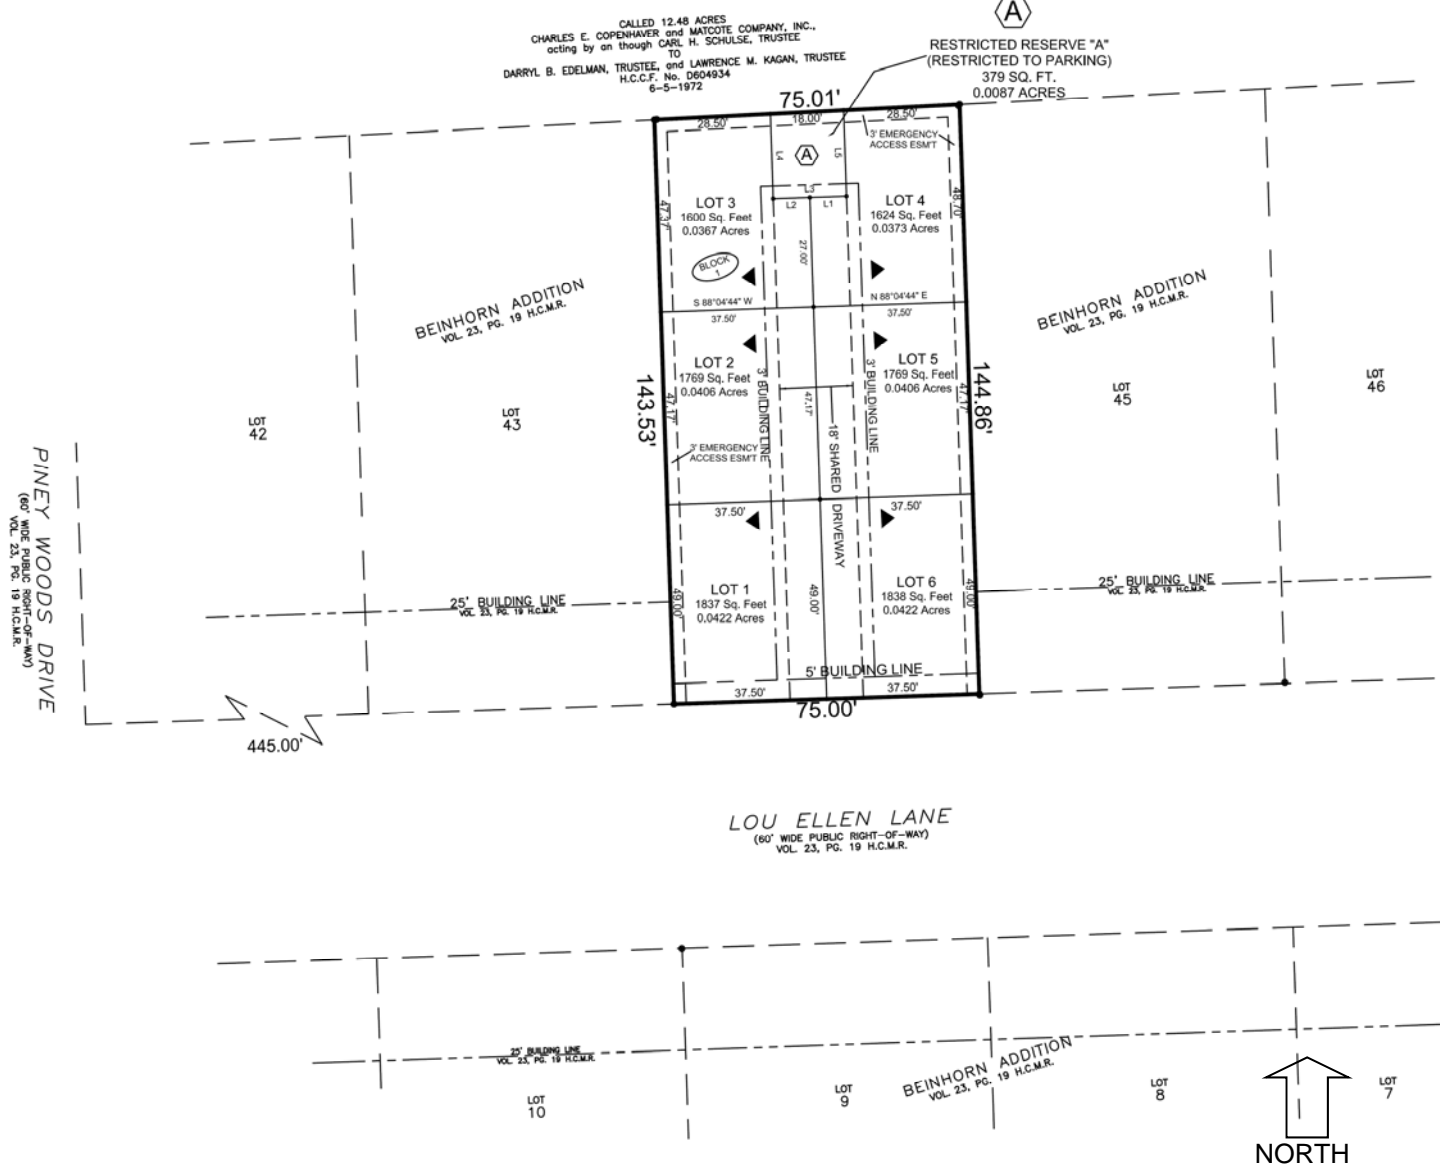 CALLED 12.48 ACRES
CHARLES E. COPENHAVER and MATCOTE COMPANY, INC.,
acting by an though CARL H. SCHULSE, TRUSTEE
TO
DARRYL B. EDELMAN, TRUSTEE, and LAWRENCE M. KAGAN, TRUSTEE
H.C.C.F. No. D604934
6-5-1972
A
RESTRICTED RESERVE "A"
(RESTRICTED TO PARKING)
379 SQ. FT.
0.0087 ACRES
75.01'
28.50'
18.00'
28.50'
3' EMERGENCY
ACCESS ESM'T
L4
A
L5
L3
L2
L1
LOT 3
1600 Sq. Feet
0.0367 Acres
47.37'
BLOCK
1
27.00'
LOT 4
1624 Sq. Feet
0.0373 Acres
48.70'
S 88°04'44" W
37.50'
N 88°04'44" E
37.50'
BEINHORN ADDITION
VOL. 23, PG. 19 H.C.M.R.
BEINHORN ADDITION
VOL. 23, PG. 19 H.C.M.R.
LOT
42
LOT
43
143.53'
LOT 2
1769 Sq. Feet
0.0406 Acres
47.17'
3' BUILDING LINE
3' EMERGENCY
ACCESS ESM'T
47.17'
18' SHARED DRIVEWAY
3' BUILDING LINE
LOT 5
1769 Sq. Feet
0.0406 Acres
47.17'
144.86'
LOT
45
LOT
46
37.50'
37.50'
LOT 1
1837 Sq. Feet
0.0422 Acres
49.00'
49.00'
LOT 6
1838 Sq. Feet
0.0422 Acres
49.00'
25' BUILDING LINE
VOL. 23, PG. 19 H.C.M.R.
25' BUILDING LINE
VOL. 23, PG. 19 H.C.M.R.
5' BUILDING LINE
37.50'
37.50'
75.00'
PINEY WOODS DRIVE
(60' WIDE PUBLIC RIGHT-OF-WAY)
VOL. 23, PG. 19 H.C.M.R.
445.00'
LOU ELLEN LANE
(60' WIDE PUBLIC RIGHT-OF-WAY)
VOL. 23, PG. 19 H.C.M.R.
25' BUILDING LINE
VOL. 23, PG. 19 H.C.M.R.
BEINHORN ADDITION
VOL. 23, PG. 19 H.C.M.R.
LOT
10
LOT
9
LOT
8
LOT
7
NORTH